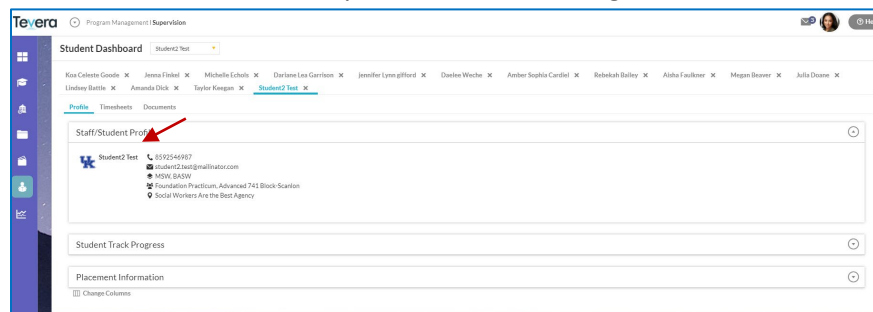 Tevera
Program Management | Supervision
Student Dashboard Student2 Test
Koa Celeste Goode X Jenna Finkel X Michelle Echols X Dariane Lea Garrison X jennifer Lynn gifford X Daelee Weche X Amber Sophia Cardiel X Rebekah Bailey X Aisha Faulkner X Megan Beaver X Julia Doane X
Lindsey Battle X Amanda Dick X Taylor Keegan X Student2 Test X
Profile Timesheets Documents
Staff/Student Profile
UK Student2 Test 8592546987
student2.test@mailinator.com
MSW, BASW
Foundation Practicum, Advanced 741 Block-Scanlon
Social Workers Are the Best Agency
Student Track Progress
Placement Information
Change Columns